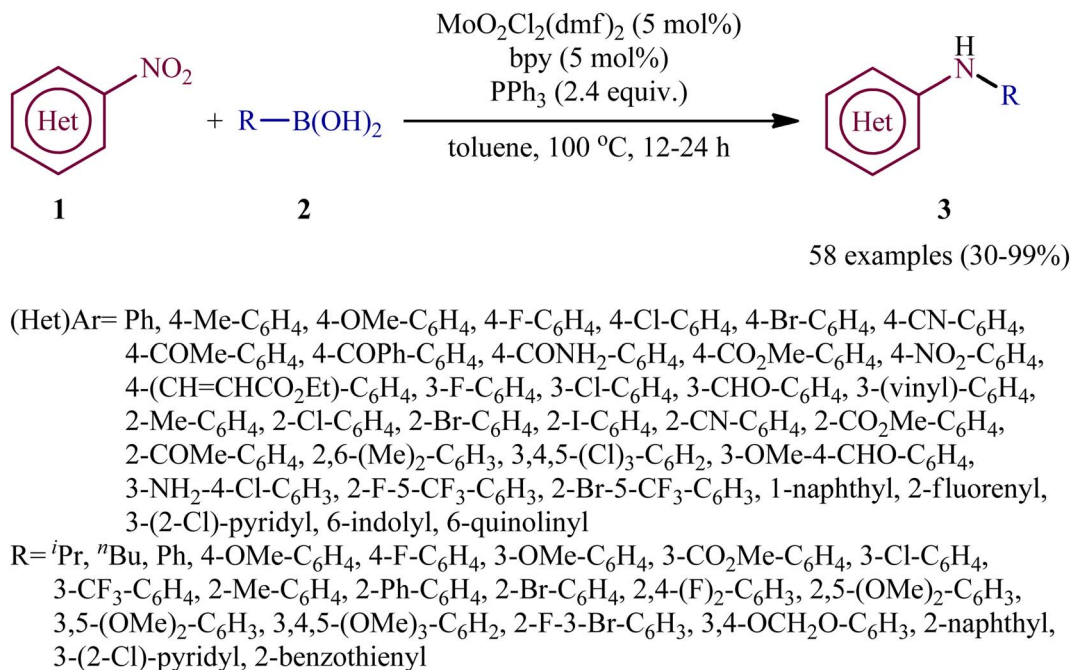 MoO₂Cl₂(dmf)₂ (5 mol%)
bpy (5 mol%)
PPh₃ (2.4 equiv.)
toluene, 100 °C, 12-24 h
Het NO₂
+ R—B(OH)₂
Het H N R
1
2
3
58 examples (30-99%)
(Het)Ar= Ph, 4-Me-C₆H₄, 4-OMe-C₆H₄, 4-F-C₆H₄, 4-Cl-C₆H₄, 4-Br-C₆H₄, 4-CN-C₆H₄,
4-COMe-C₆H₄, 4-COPh-C₆H₄, 4-CONH₂-C₆H₄, 4-CO₂Me-C₆H₄, 4-NO₂-C₆H₄,
4-(CH=CHCO₂Et)-C₆H₄, 3-F-C₆H₄, 3-Cl-C₆H₄, 3-CHO-C₆H₄, 3-(vinyl)-C₆H₄,
2-Me-C₆H₄, 2-Cl-C₆H₄, 2-Br-C₆H₄, 2-I-C₆H₄, 2-CN-C₆H₄, 2-CO₂Me-C₆H₄,
2-COMe-C₆H₄, 2,6-(Me)₂-C₆H₃, 3,4,5-(Cl)₃-C₆H₂, 3-OMe-4-CHO-C₆H₄,
3-NH₂-4-Cl-C₆H₃, 2-F-5-CF₃-C₆H₃, 2-Br-5-CF₃-C₆H₃, 1-naphthyl, 2-fluorenyl,
3-(2-Cl)-pyridyl, 6-indolyl, 6-quinolinyl
R= ⁱPr, ⁿBu, Ph, 4-OMe-C₆H₄, 4-F-C₆H₄, 3-OMe-C₆H₄, 3-CO₂Me-C₆H₄, 3-Cl-C₆H₄,
3-CF₃-C₆H₄, 2-Me-C₆H₄, 2-Ph-C₆H₄, 2-Br-C₆H₄, 2,4-(F)₂-C₆H₃, 2,5-(OMe)₂-C₆H₃,
3,5-(OMe)₂-C₆H₃, 3,4,5-(OMe)₃-C₆H₂, 2-F-3-Br-C₆H₃, 3,4-OCH₂O-C₆H₃, 2-naphthyl,
3-(2-Cl)-pyridyl, 2-benzothienyl